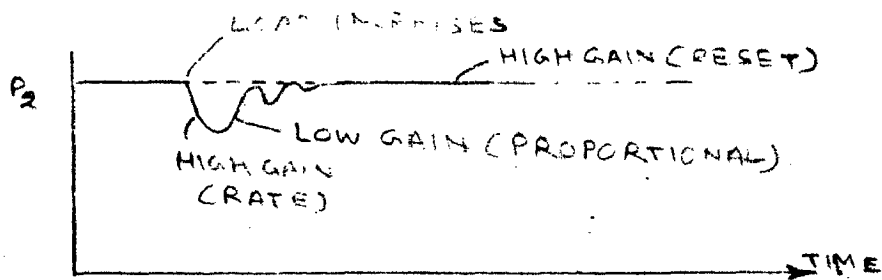 LOAD INCREASES
HIGH GAIN (RESET)
P2
LOW GAIN (PROPORTIONAL)
HIGH GAIN
(RATE)
TIME